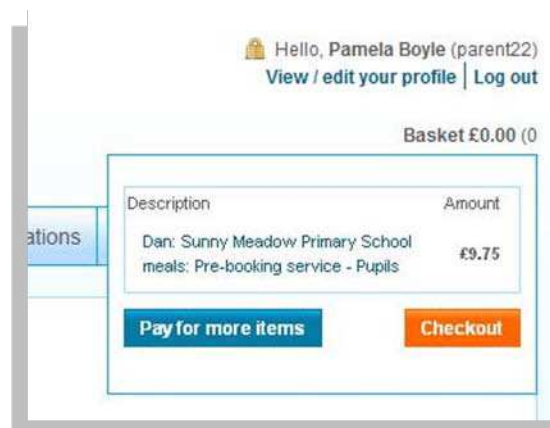 Hello, Pamela Boyle (parent22)
View / edit your profile | Log out
Basket £0.00 (0
Description Amount
ations
Dan: Sunny Meadow Primary School
meals: Pre-booking service - Pupils
£9.75
Pay for more items Checkout